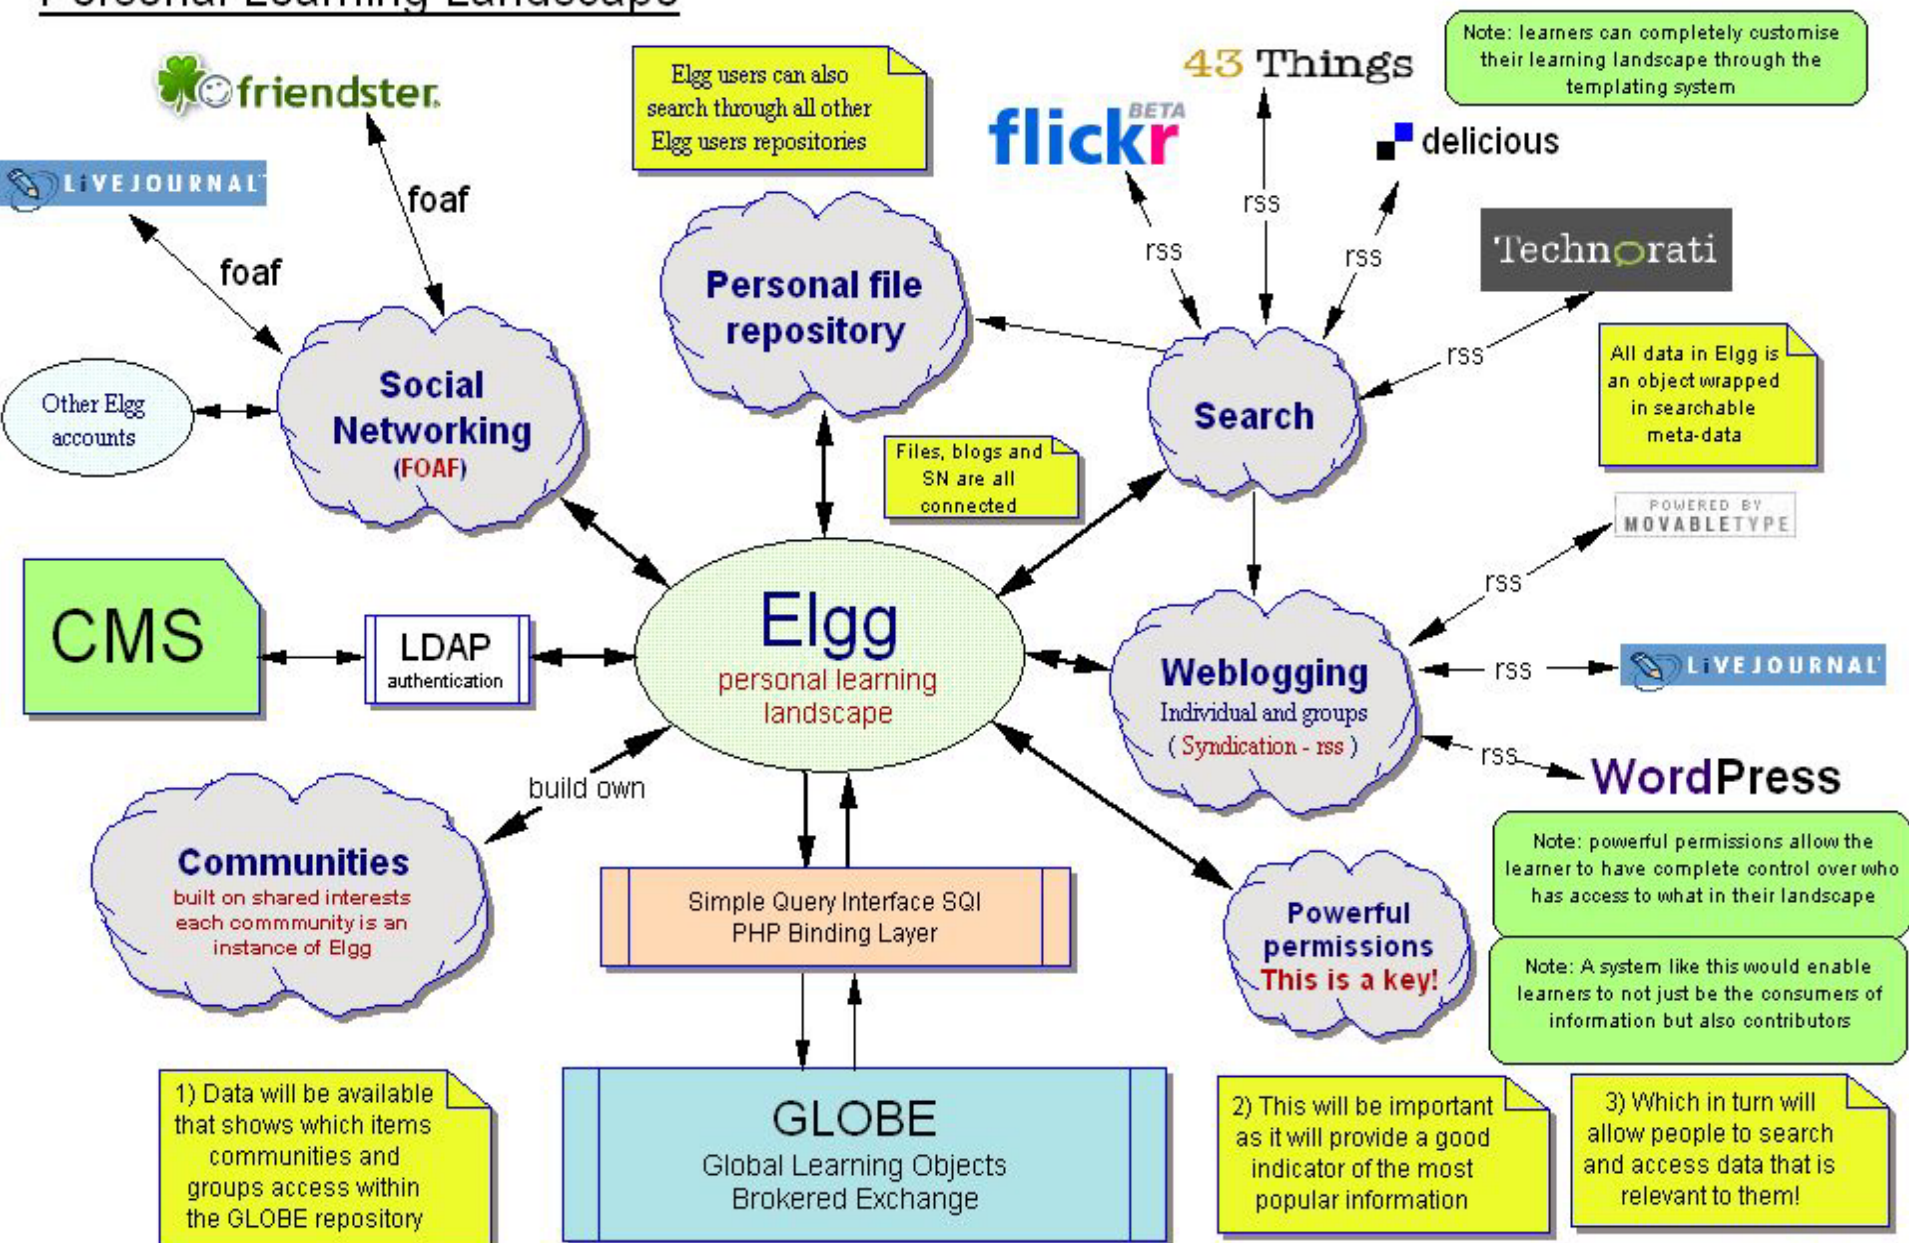 Personal Learning Landscape
friendster.
Elgg users can also
search through all other
Elgg users repositories
43 Things
flickr
BETA
delicious
Note: learners can completely customise
their learning landscape through the
templating system
LiVEJOURNAL
foaf
foaf
rss
rss
rss
Technorati
rss
Personal file
repository
Search
All data in Elgg is
an object wrapped
in searchable
meta-data
Other Elgg
accounts
Social
Networking
(FOAF)
Files, blogs and
SN are all
connected
POWERED BY
MOVABLETYPE
rss
CMS
LDAP
authentication
Elgg
personal learning
landscape
Weblogging
Individual and groups
( Syndication - rss )
rss
LiVEJOURNAL
rss
WordPress
build own
Communities
built on shared interests
each commmunity is an
instance of Elgg
Simple Query Interface SQI
PHP Binding Layer
Powerful
permissions
This is a key!
Note: powerful permissions allow the
learner to have complete control over who
has access to what in their landscape
Note: A system like this would enable
learners to not just be the consumers of
information but also contributors
1) Data will be available
that shows which items
communities and
groups access within
the GLOBE repository
GLOBE
Global Learning Objects
Brokered Exchange
2) This will be important
as it will provide a good
indicator of the most
popular information
3) Which in turn will
allow people to search
and access data that is
relevant to them!